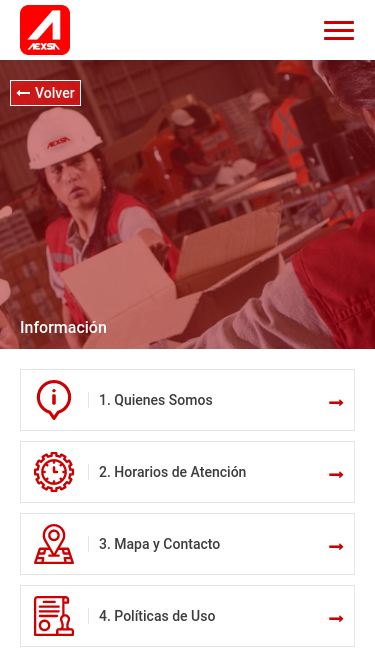 AEXSA
Volver
AEXSA
Información
1. Quienes Somos
2. Horarios de Atención
3. Mapa y Contacto
4. Políticas de Uso